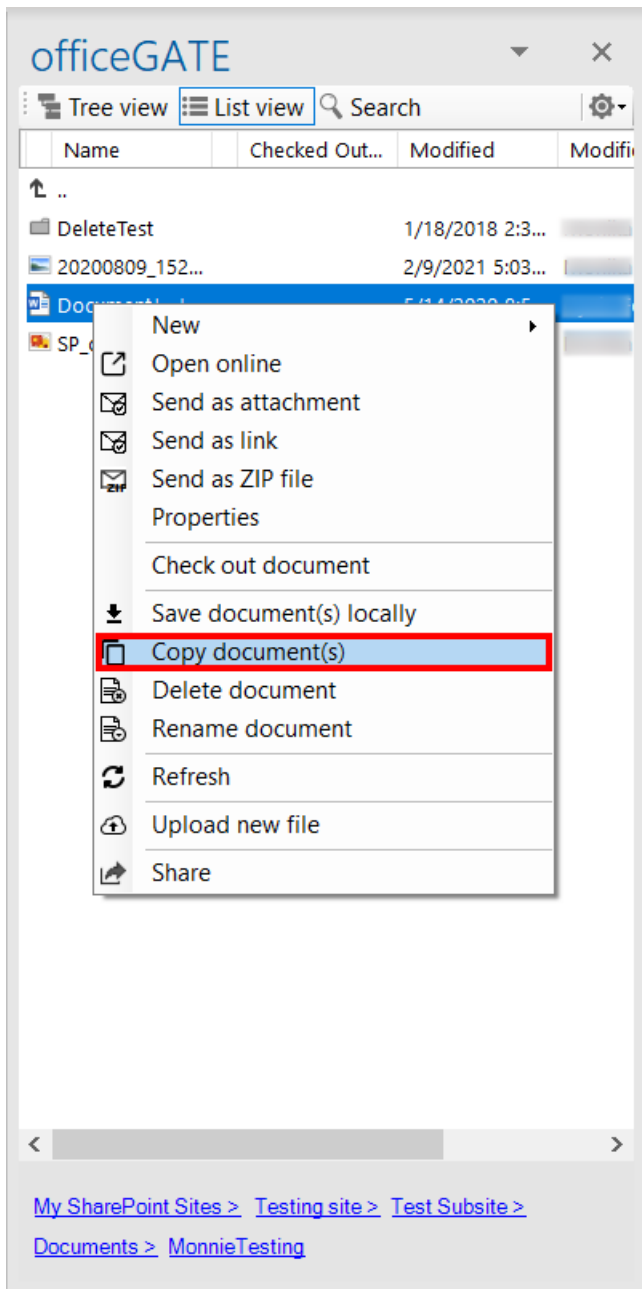 officeGATE
Tree view List view Search
Name Checked Out... Modified Modifi
..
DeleteTest 1/18/2018 2:3...
20200809_152... 2/9/2021 5:03...
New
Open online
Send as attachment
Send as link
ZIP Send as ZIP file
Properties
Check out document
Save document(s) locally
Copy document(s)
Delete document
Rename document
Refresh
Upload new file
Share
My SharePoint Sites > Testing site > Test Subsite >
Documents > MonnieTesting